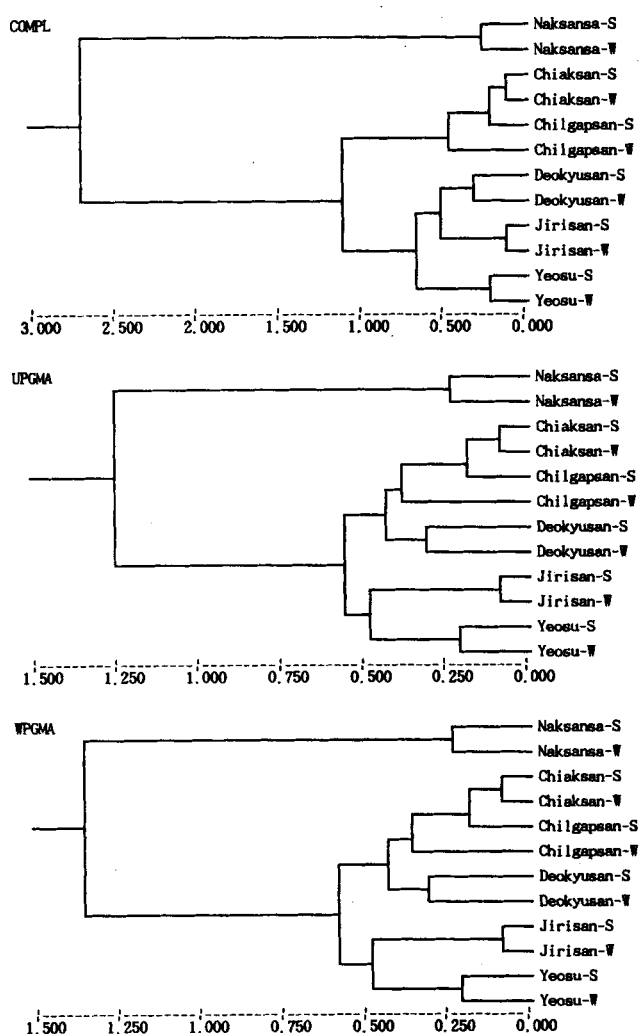 COMPL
Naksansa-S
Naksansa-W
Chiaksan-S
Chiaksan-W
Chilgapsan-S
Chilgapsan-W
Deokyusan-S
Deokyusan-W
Jirisan-S
Jirisan-W
Yeosu-S
Yeosu-W
3.000 2.500 2.000 1.500 1.000 0.500 0.000
UPGMA
Naksansa-S
Naksansa-W
Chiaksan-S
Chiaksan-W
Chilgapsan-S
Chilgapsan-W
Deokyusan-S
Deokyusan-W
Jirisan-S
Jirisan-W
Yeosu-S
Yeosu-W
1.500 1.250 1.000 0.750 0.500 0.250 0.000
WPGMA
Naksansa-S
Naksansa-W
Chiaksan-S
Chiaksan-W
Chilgapsan-S
Chilgapsan-W
Deokyusan-S
Deokyusan-W
Jirisan-S
Jirisan-W
Yeosu-S
Yeosu-W
1.500 1.250 1.000 0.750 0.500 0.250 0.000